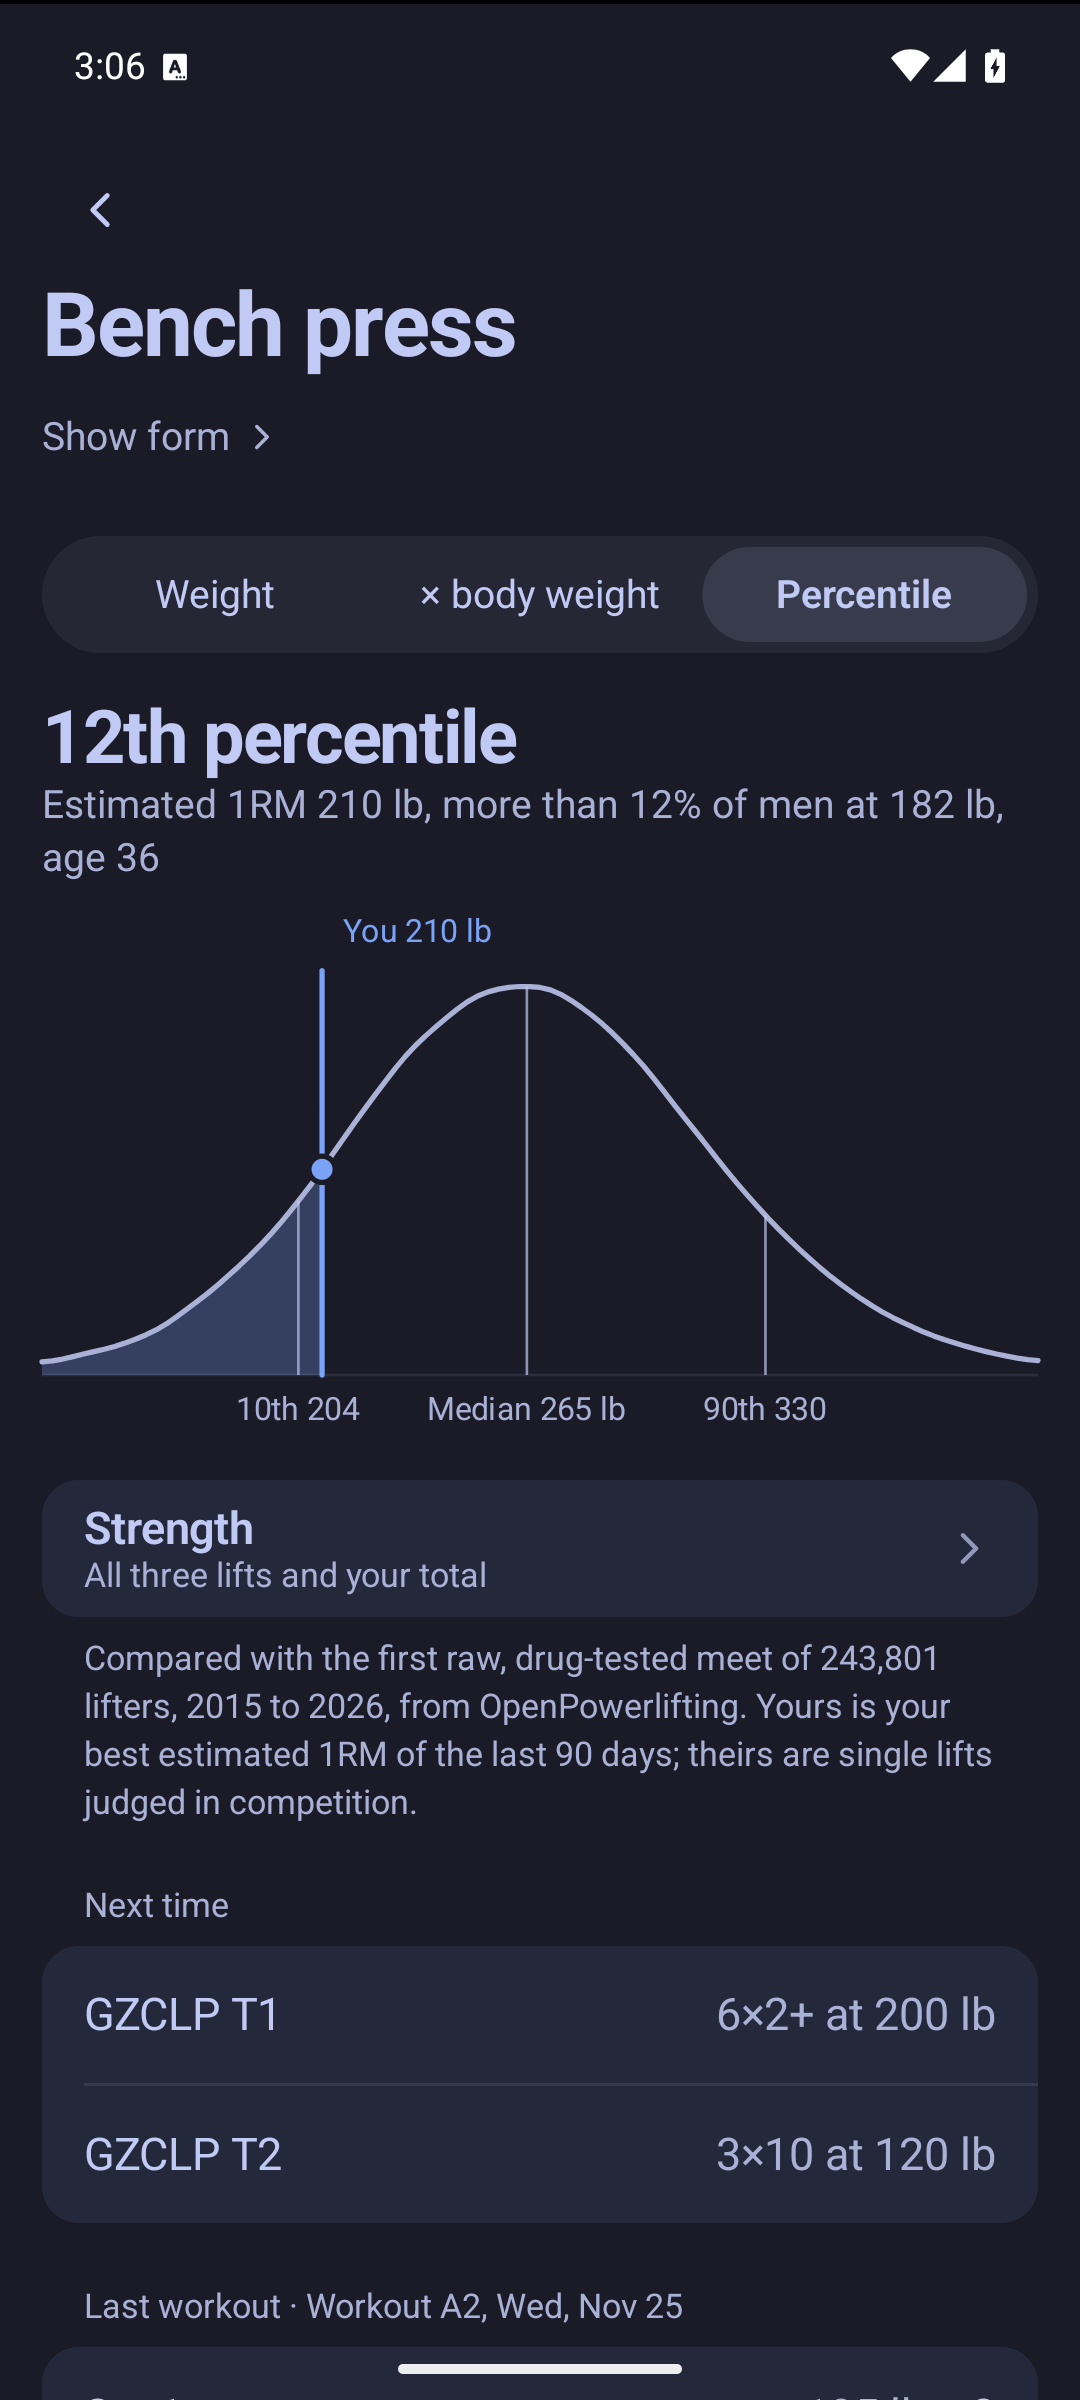 3:06
Bench press
Show form
Weight
× body weight
Percentile
12th percentile
Estimated 1RM 210 lb, more than 12% of men at 182 lb,
age 36
You 210 lb
10th 204
Median 265 lb
90th 330
Strength
All three lifts and your total
Compared with the first raw, drug-tested meet of 243,801
lifters, 2015 to 2026, from OpenPowerlifting. Yours is your
best estimated 1RM of the last 90 days; theirs are single lifts
judged in competition.
Next time
GZCLP T1
6×2+ at 200 lb
GZCLP T2
3×10 at 120 lb
Last workout · Workout A2, Wed, Nov 25